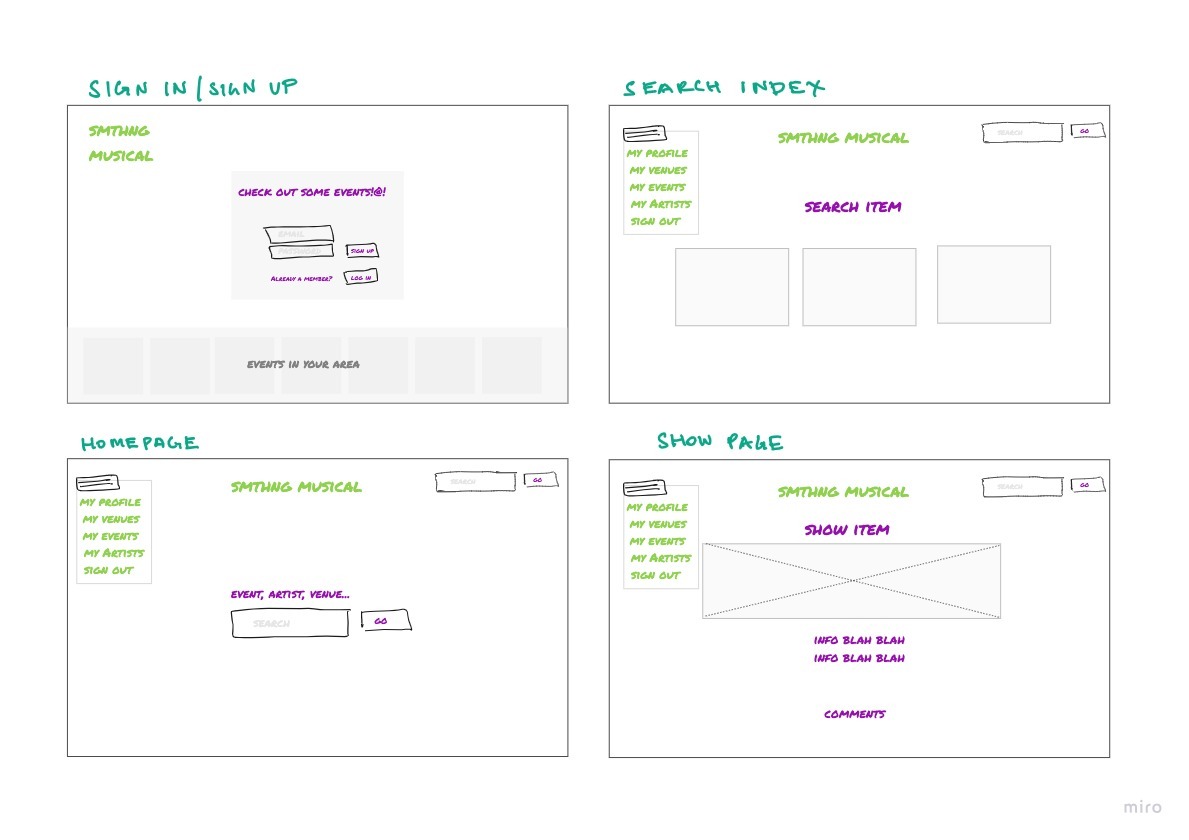 SIGN IN/SIGN UP
SMTHNG
MUSICAL
CHECK OUT SOME EVENTS!@!
EMAIL
PASSWORD
SIGN UP
ALREADY A MEMBER?
LOG IN
EVENTS IN YOUR AREA
SEARCH INDEX
SMTHNG MUSICAL
SEARCH
GO
MY PROFILE
MY VENUES
MY EVENTS
MY ARTISTS
SIGN OUT
SEARCH ITEM
HOMEPAGE
SMTHNG MUSICAL
SEARCH
GO
MY PROFILE
MY VENUES
MY EVENTS
MY ARTISTS
SIGN OUT
EVENT, ARTIST, VENUE...
SEARCH
GO
SHOW PAGE
SMTHNG MUSICAL
SEARCH
GO
MY PROFILE
MY VENUES
MY EVENTS
MY ARTISTS
SIGN OUT
SHOW ITEM
INFO BLAH BLAH
INFO BLAH BLAH
COMMENTS
miro